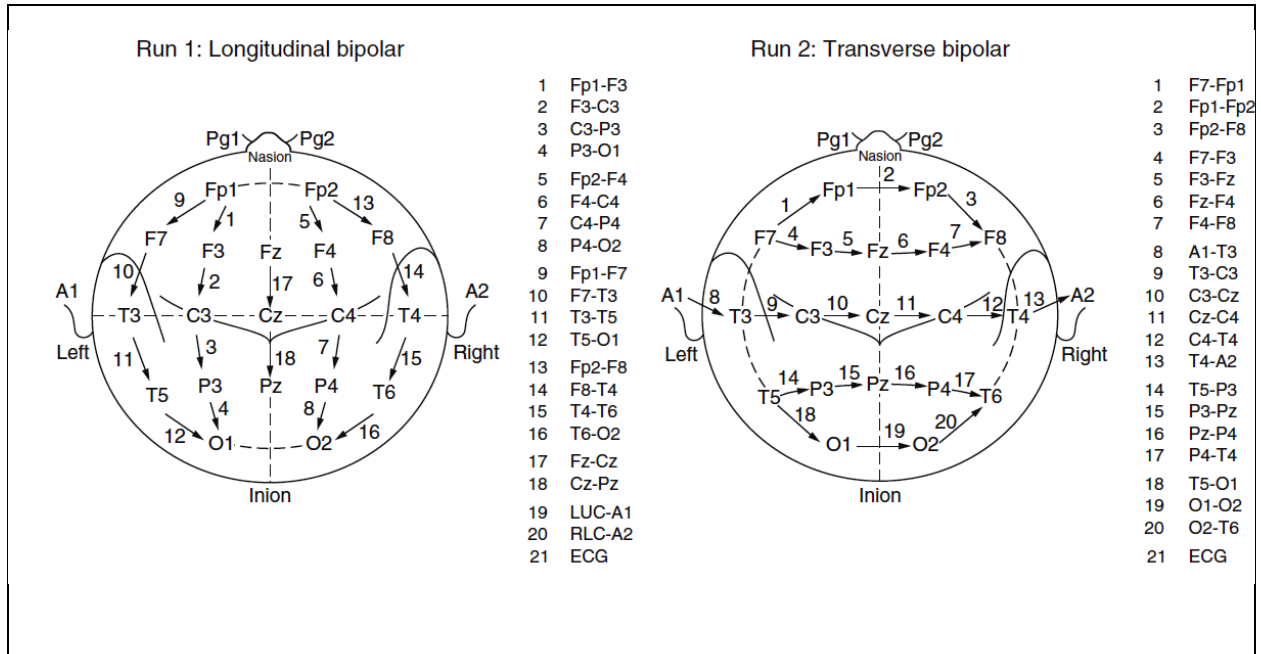 Run 1: Longitudinal bipolar
Pg1 Pg2
Nasion
Fp1 Fp2
9 1 5 13
F7 F3 Fz F4 F8
10 2 17 6 14
A1 A2
T3 C3 Cz C4 T4
Left Right
11 3 18 7 15
T5 P3 Pz P4 T6
12 4 8 16
O1 O2
Inion
1 Fp1-F3
2 F3-C3
3 C3-P3
4 P3-O1
5 Fp2-F4
6 F4-C4
7 C4-P4
8 P4-O2
9 Fp1-F7
10 F7-T3
11 T3-T5
12 T5-O1
13 Fp2-F8
14 F8-T4
15 T4-T6
16 T6-O2
17 Fz-Cz
18 Cz-Pz
19 LUC-A1
20 RLC-A2
21 ECG
Run 2: Transverse bipolar
Pg1 Pg2
Nasion
2
Fp1 Fp2
1 3
F7 4 F3 5 Fz 6 F4 7 F8
A1 A2
8 9 10 11 12 13
T3 C3 Cz C4 T4
Left Right
T5 14 P3 15 Pz 16 P4 17 T6
18 19 20
O1 O2
Inion
1 F7-Fp1
2 Fp1-Fp2
3 Fp2-F8
4 F7-F3
5 F3-Fz
6 Fz-F4
7 F4-F8
8 A1-T3
9 T3-C3
10 C3-Cz
11 Cz-C4
12 C4-T4
13 T4-A2
14 T5-P3
15 P3-Pz
16 Pz-P4
17 P4-T4
18 T5-O1
19 O1-O2
20 O2-T6
21 ECG